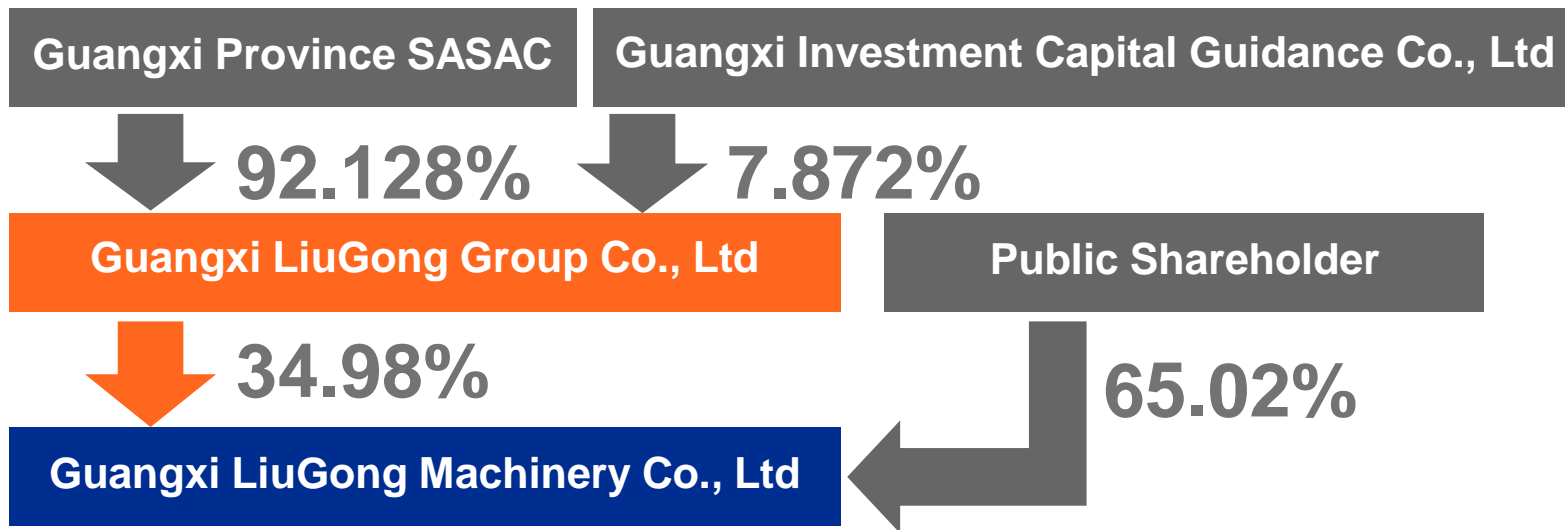 Guangxi Province SASAC
Guangxi Investment Capital Guidance Co., Ltd
92.128%
7.872%
Guangxi LiuGong Group Co., Ltd
Public Shareholder
34.98%
65.02%
Guangxi LiuGong Machinery Co., Ltd